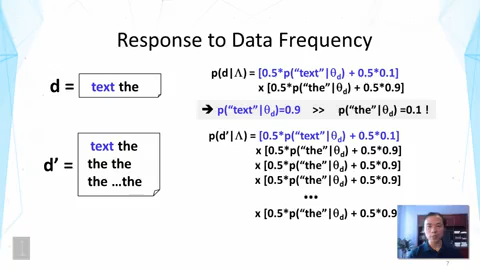 Response to Data Frequency
d = text the
p(d|Λ) = [0.5*p(“text”|θd) + 0.5*0.1]
x [0.5*p(“the”|θd) + 0.5*0.9]
➔ p(“text”|θd)=0.9 >> p(“the”|θd) =0.1 !
d’ =
text the
the the
the …the
p(d’|Λ) = [0.5*p(“text”|θd) + 0.5*0.1]
x [0.5*p(“the”|θd) + 0.5*0.9]
x [0.5*p(“the”|θd) + 0.5*0.9]
x [0.5*p(“the”|θd) + 0.5*0.9]
•••
x [0.5*p(“the”|θd) + 0.5*0.9
7